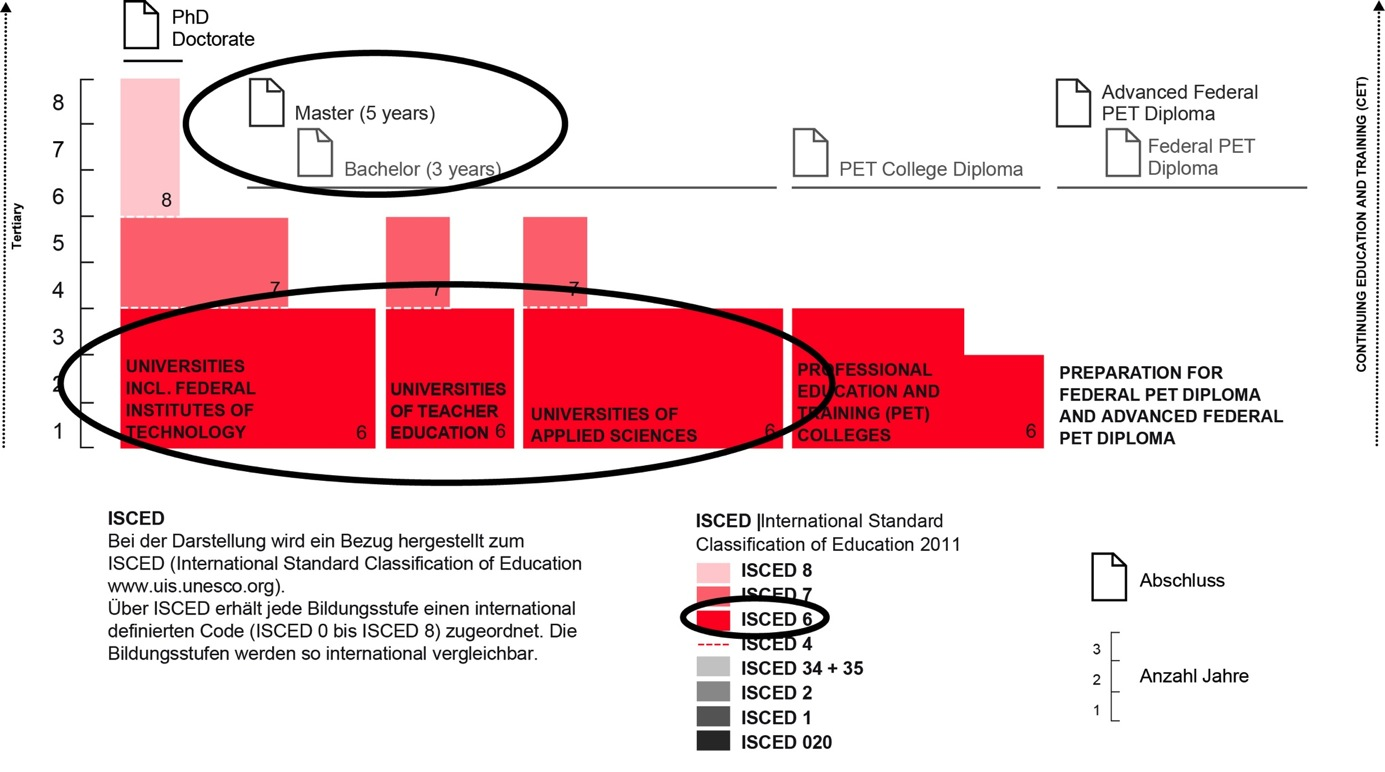 PhD
Doctorate
Master (5 years)
Bachelor (3 years)
PET College Diploma
Advanced Federal
PET Diploma
Federal PET
Diploma
8
7
6
5
4
3
2
1
Tertiary
8
7
7
7
UNIVERSITIES
INCL. FEDERAL
INSTITUTES OF
TECHNOLOGY
6
UNIVERSITIES
OF TEACHER
EDUCATION 6
UNIVERSITIES OF
APPLIED SCIENCES
6
PROFESSIONAL
EDUCATION AND
TRAINING (PET)
COLLEGES
6
PREPARATION FOR
FEDERAL PET DIPLOMA
AND ADVANCED FEDERAL
PET DIPLOMA
CONTINUING EDUCATION AND TRAINING (CET)
ISCED
Bei der Darstellung wird ein Bezug hergestellt zum
ISCED (International Standard Classification of Education
www.uis.unesco.org).
Über ISCED erhält jede Bildungsstufe einen international
definierten Code (ISCED 0 bis ISCED 8) zugeordnet. Die
Bildungsstufen werden so international vergleichbar.
ISCED |International Standard
Classification of Education 2011
ISCED 8
ISCED 7
ISCED 6
ISCED 4
ISCED 34 + 35
ISCED 2
ISCED 1
ISCED 020
Abschluss
3
2
1
Anzahl Jahre